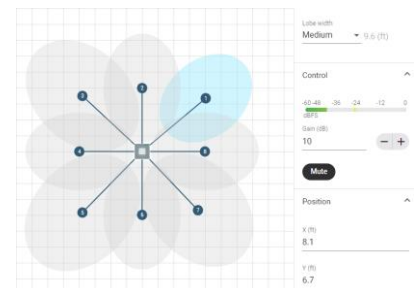 Lobe width
Medium
9.6 (ft)
Control
-60 -48 -36 -24 -12 0
dBFS
Gain (dB)
10
Mute
Position
X (ft)
8.1
Y (ft)
6.7
3
2
1
4
8
5
6
7